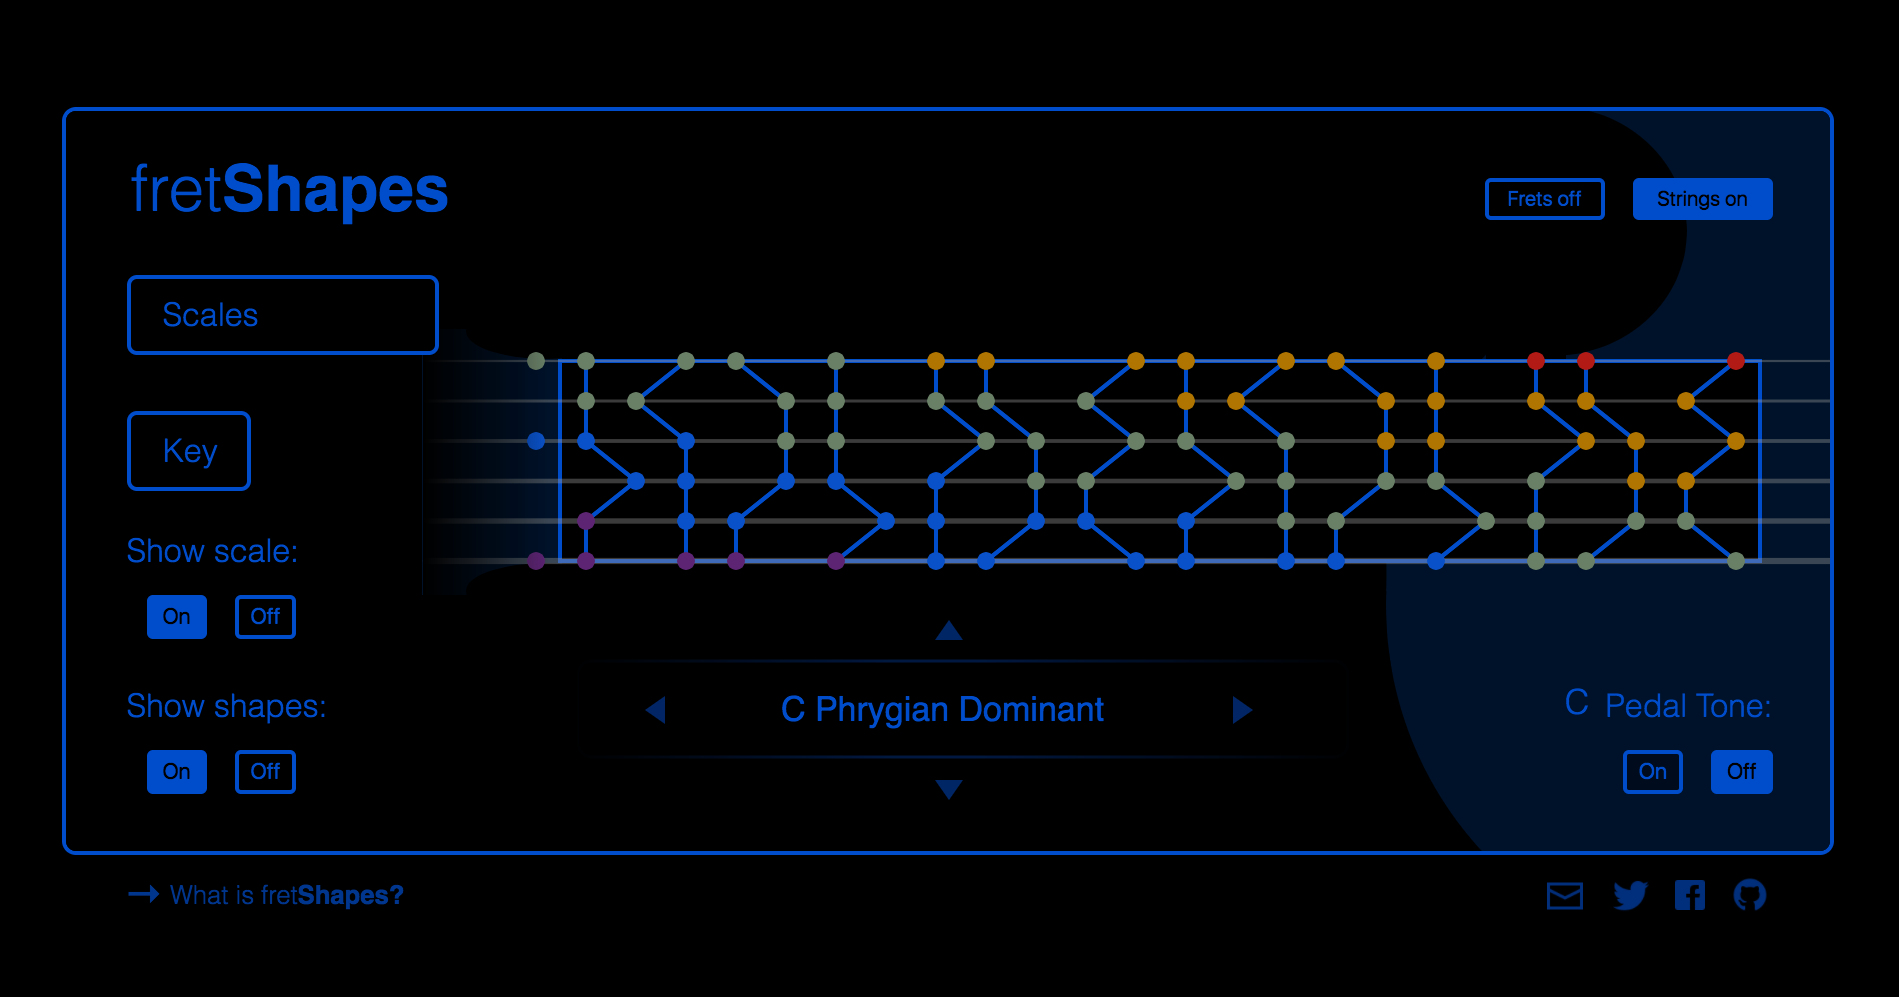 fretShapes
Frets off
Strings on
Scales
Key
Show scale:
On
Off
Show shapes:
On
Off
C Phrygian Dominant
C Pedal Tone:
On
Off
What is fretShapes?